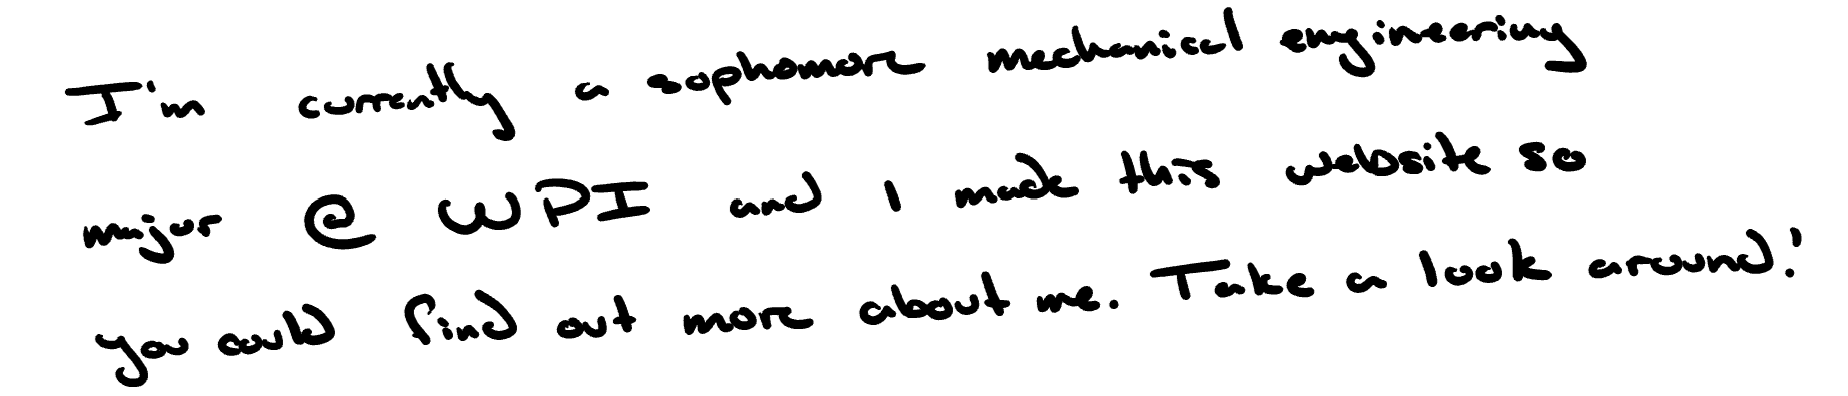 I'm currently a sophomore mechanical engineering
major @ WPI and I made this website so
you could find out more about me. Take a look around!